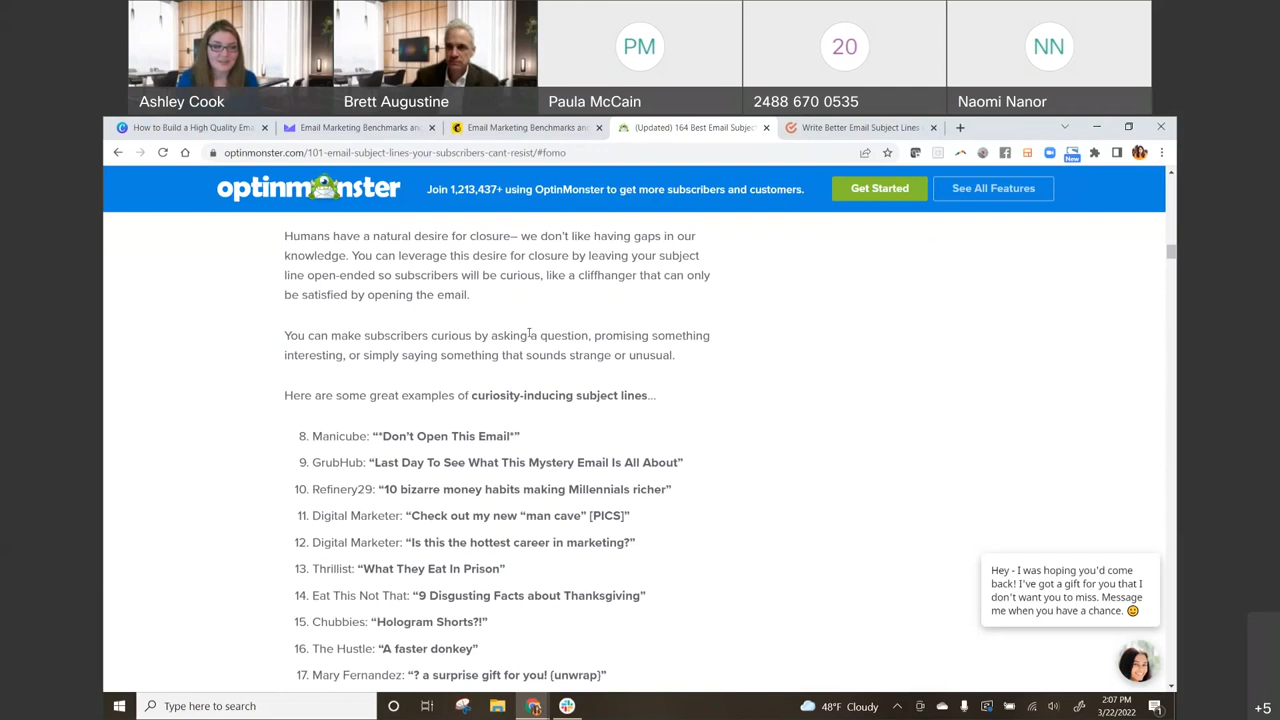 PM
20
NN
Ashley Cook
Brett Augustine
Paula McCain
2488 670 0535
Naomi Nanor
How to Build a High Quality Ema
Email Marketing Benchmarks and
Email Marketing Benchmarks and
(Updated) 164 Best Email Subject
Write Better Email Subject Lines
optinmonster.com/101-email-subject-lines-your-subscribers-cant-resist/#fomo
New
optinmonster
Join 1,213,437+ using OptinMonster to get more subscribers and customers.
Get Started
See All Features
Humans have a natural desire for closure– we don’t like having gaps in our
knowledge. You can leverage this desire for closure by leaving your subject
line open-ended so subscribers will be curious, like a cliffhanger that can only
be satisfied by opening the email.
You can make subscribers curious by asking a question, promising something
interesting, or simply saying something that sounds strange or unusual.
Here are some great examples of curiosity-inducing subject lines…
8. Manicube: “*Don’t Open This Email*”
9. GrubHub: “Last Day To See What This Mystery Email Is All About”
10. Refinery29: “10 bizarre money habits making Millennials richer”
11. Digital Marketer: “Check out my new “man cave” [PICS]”
12. Digital Marketer: “Is this the hottest career in marketing?”
13. Thrillist: “What They Eat In Prison”
14. Eat This Not That: “9 Disgusting Facts about Thanksgiving”
15. Chubbies: “Hologram Shorts?!”
16. The Hustle: “A faster donkey”
17. Mary Fernandez: “? a surprise gift for you! {unwrap}”
Hey - I was hoping you'd come
back! I've got a gift for you that I
don't want you to miss. Message
me when you have a chance.
Type here to search
48°F Cloudy
2:07 PM
3/22/2022
1
+5